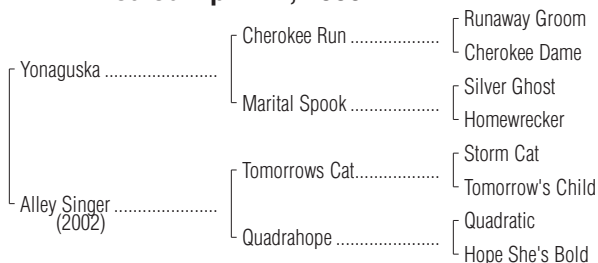 Runaway Groom
Cherokee Run ....................
Cherokee Dame
Yonaguska .........................
Silver Ghost
Marital Spook .....................
Homewrecker
Storm Cat
Tomorrows Cat...................
Tomorrow's Child
Alley Singer .......................
(2002)
Quadratic
Quadrahope .......................
Hope She's Bold